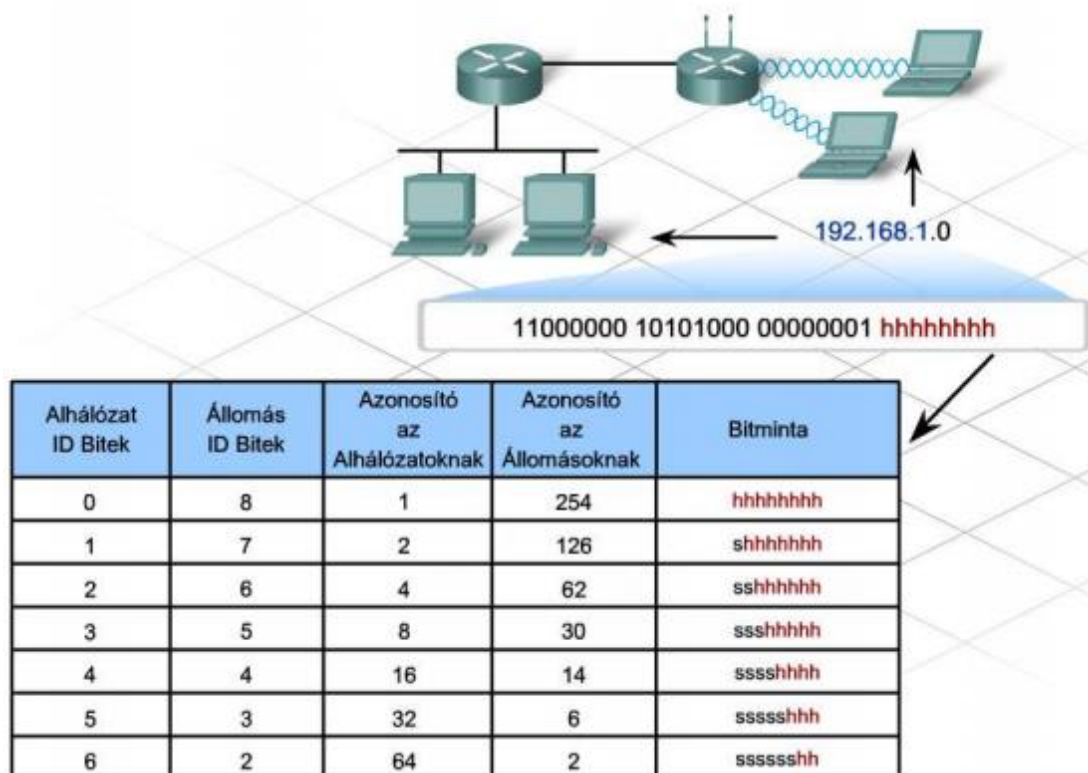 192.168.1.0
11000000 10101000 00000001 hhhhhhhh
Alhálózat ID Bitek | Állomás ID Bitek | Azonosító az Alhálózatoknak | Azonosító az Állomásoknak | Bitminta
0 | 8 | 1 | 254 | hhhhhhhh
1 | 7 | 2 | 126 | shhhhhhh
2 | 6 | 4 | 62 | sshhhhhh
3 | 5 | 8 | 30 | ssshhhhh
4 | 4 | 16 | 14 | sssshhhh
5 | 3 | 32 | 6 | ssssshhh
6 | 2 | 64 | 2 | sssssshh